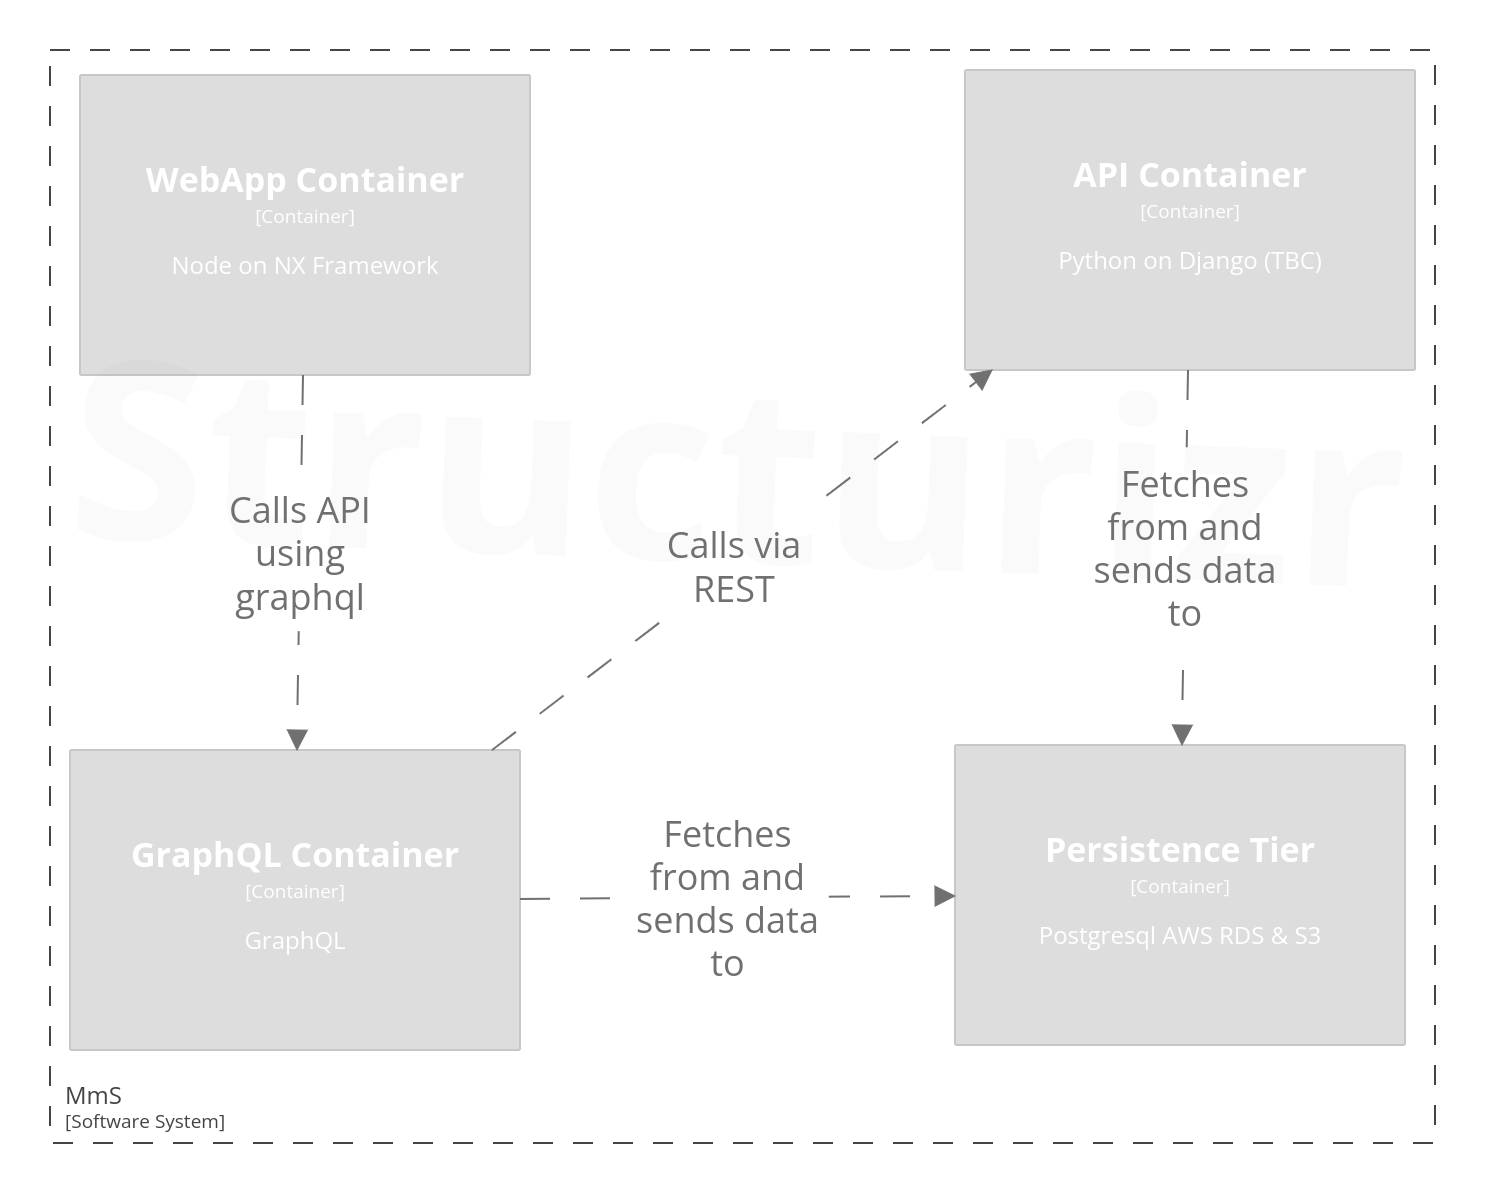 WebApp Container
[Container]
Node on NX Framework
API Container
[Container]
Python on Django (TBC)
Structurizr
Calls API
using
graphql
Calls via
REST
Fetches
from and
sends data
to
GraphQL Container
[Container]
GraphQL
Fetches
from and
sends data
to
Persistence Tier
[Container]
Postgresql AWS RDS & S3
MmS
[Software System]